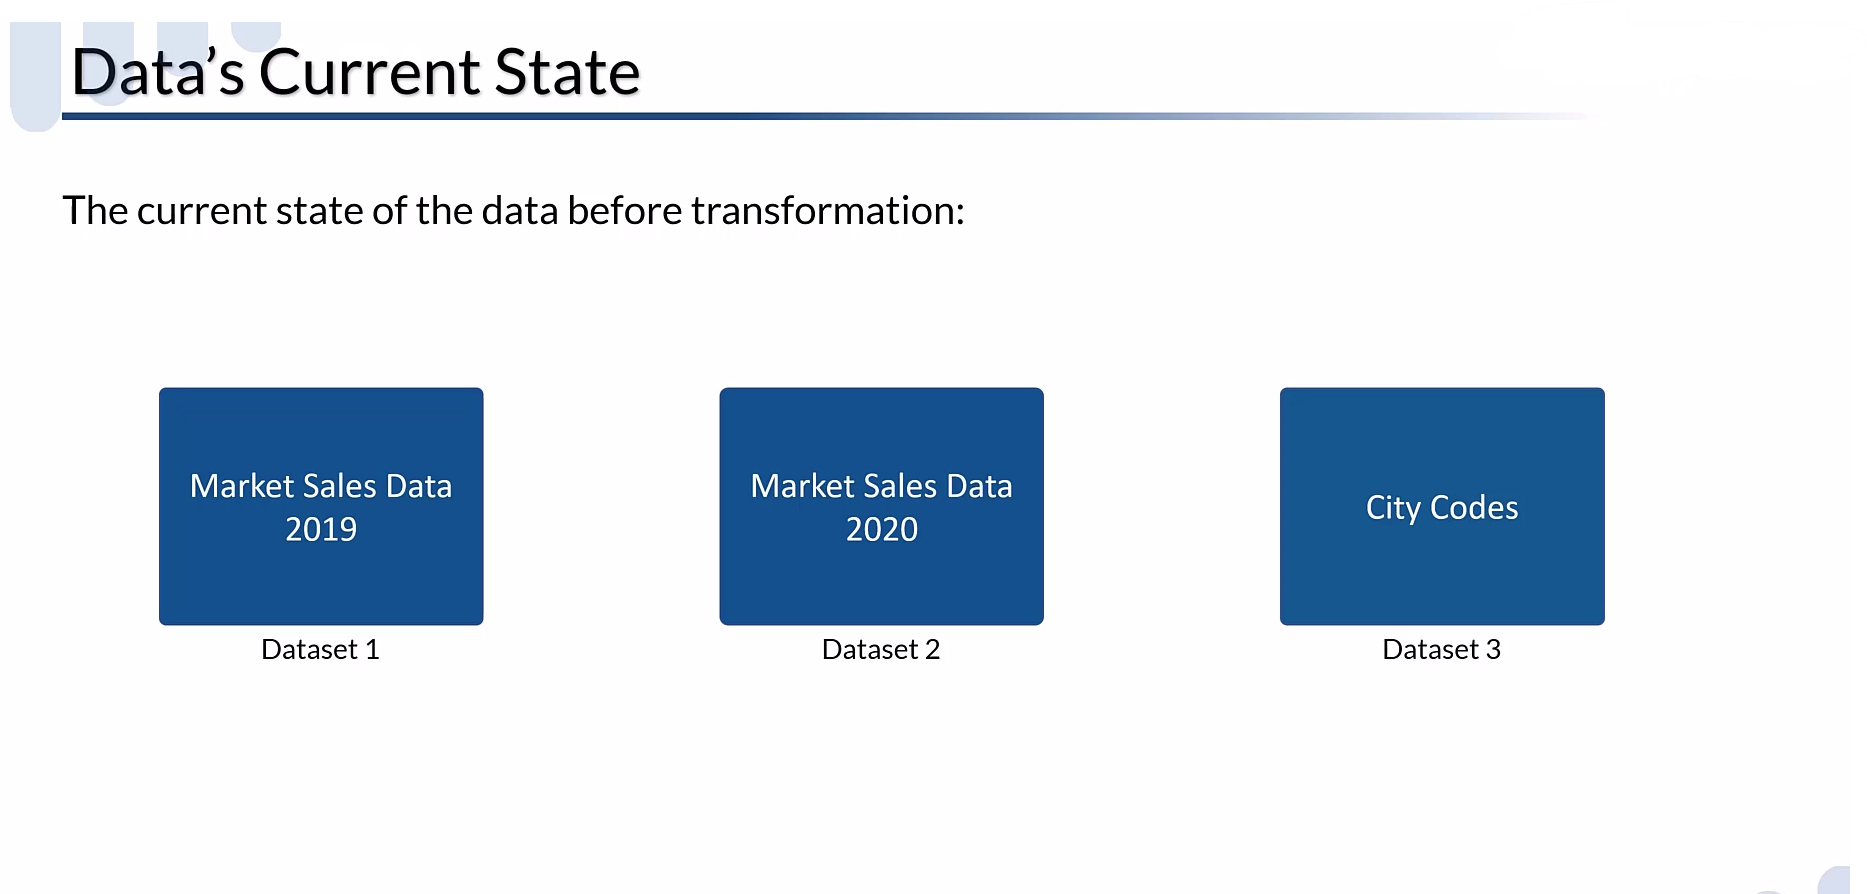 Data’s Current State
The current state of the data before transformation:
Market Sales Data
2019
Market Sales Data
2020
City Codes
Dataset 1
Dataset 2
Dataset 3